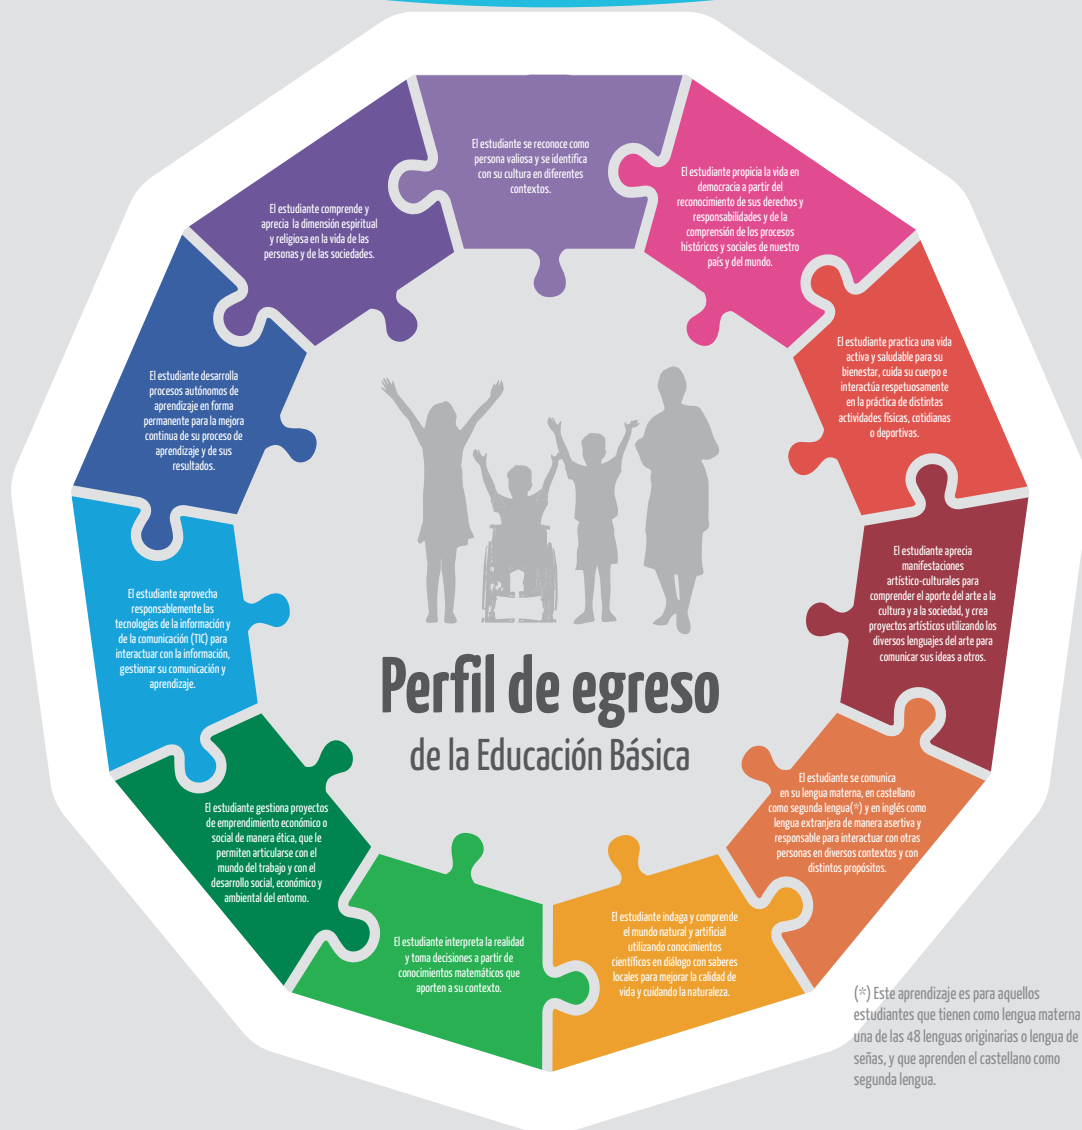 El estudiante se reconoce como
persona valiosa y se identifica
con su cultura en diferentes
contextos.
El estudiante propicia la vida en
democracia a partir del
reconocimiento de sus derechos y
responsabilidades y de la
comprensión de los procesos
históricos y sociales de nuestro
país y del mundo.
El estudiante practica una vida
activa y saludable para su
bienestar, cuida su cuerpo e
interactúa respetuosamente
en la práctica de distintas
actividades físicas, cotidianas
o deportivas.
El estudiante aprecia
manifestaciones
artístico-culturales para
comprender el aporte del arte a la
cultura y a la sociedad, y crea
proyectos artísticos utilizando los
diversos lenguajes del arte para
comunicar sus ideas a otros.
El estudiante se comunica
en su lengua materna, en castellano
como segunda lengua(*) y en inglés como
lengua extranjera de manera asertiva y
responsable para interactuar con otras
personas en diversos contextos y con
distintos propósitos.
El estudiante indaga y comprende
el mundo natural y artificial
utilizando conocimientos
científicos en diálogo con saberes
locales para mejorar la calidad de
vida y cuidando la naturaleza.
El estudiante interpreta la realidad
y toma decisiones a partir de
conocimientos matemáticos que
aporten a su contexto.
El estudiante gestiona proyectos
de emprendimiento económico o
social de manera ética, que le
permiten articularse con el
mundo del trabajo y con el
desarrollo social, económico y
ambiental del entorno.
El estudiante aprovecha
responsablemente las
tecnologías de la información y
de la comunicación (TIC) para
interactuar con la información,
gestionar su comunicación y
aprendizaje.
El estudiante desarrolla
procesos autónomos de
aprendizaje en forma
permanente para la mejora
continua de su proceso de
aprendizaje y de sus
resultados.
El estudiante comprende y
aprecia la dimensión espiritual
y religiosa en la vida de las
personas y de las sociedades.
Perfil de egreso
de la Educación Básica
(*) Este aprendizaje es para aquellos
estudiantes que tienen como lengua materna
una de las 48 lenguas originarias o lengua de
señas, y que aprenden el castellano como
segunda lengua.